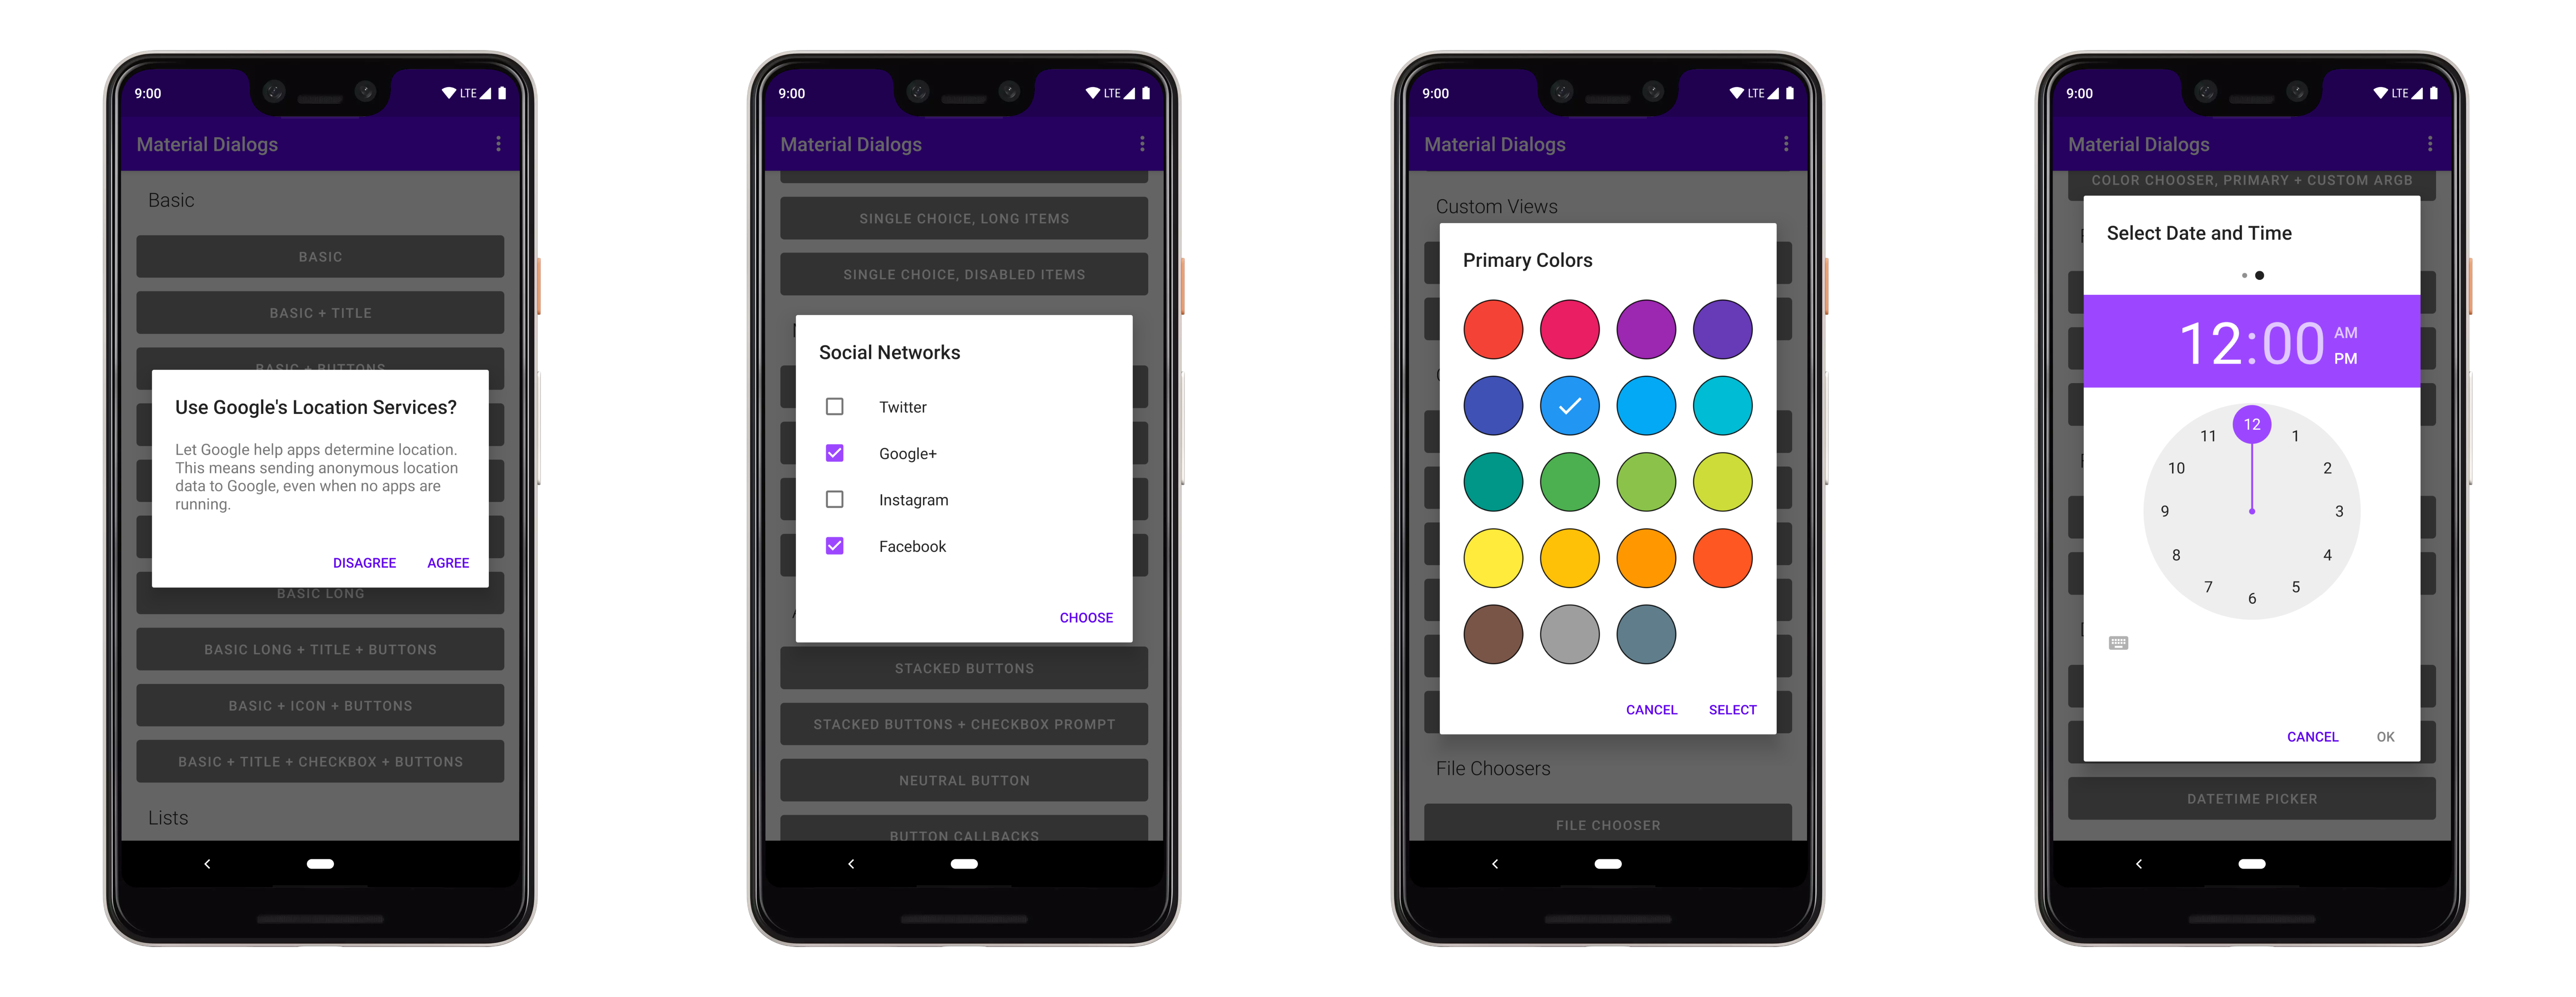 9:00
LTE
Material Dialogs
Basic
BASIC
BASIC + TITLE
BASIC + BUTTONS
Use Google's Location Services?
Let Google help apps determine location.
This means sending anonymous location
data to Google, even when no apps are
running.
DISAGREE AGREE
BASIC LONG
BASIC LONG + TITLE + BUTTONS
BASIC + ICON + BUTTONS
BASIC + TITLE + CHECKBOX + BUTTONS
Lists
9:00
LTE
Material Dialogs
SINGLE CHOICE, LONG ITEMS
SINGLE CHOICE, DISABLED ITEMS
Social Networks
Twitter
Google+
Instagram
Facebook
CHOOSE
STACKED BUTTONS
STACKED BUTTONS + CHECKBOX PROMPT
NEUTRAL BUTTON
BUTTON CALLBACKS
9:00
LTE
Material Dialogs
Custom Views
Primary Colors
CANCEL SELECT
File Choosers
FILE CHOOSER
9:00
LTE
Material Dialogs
COLOR CHOOSER, PRIMARY + CUSTOM ARGB
Select Date and Time
12:00
AM
PM
12
11 1
10 2
9 3
8 4
7 5
6
CANCEL OK
DATETIME PICKER